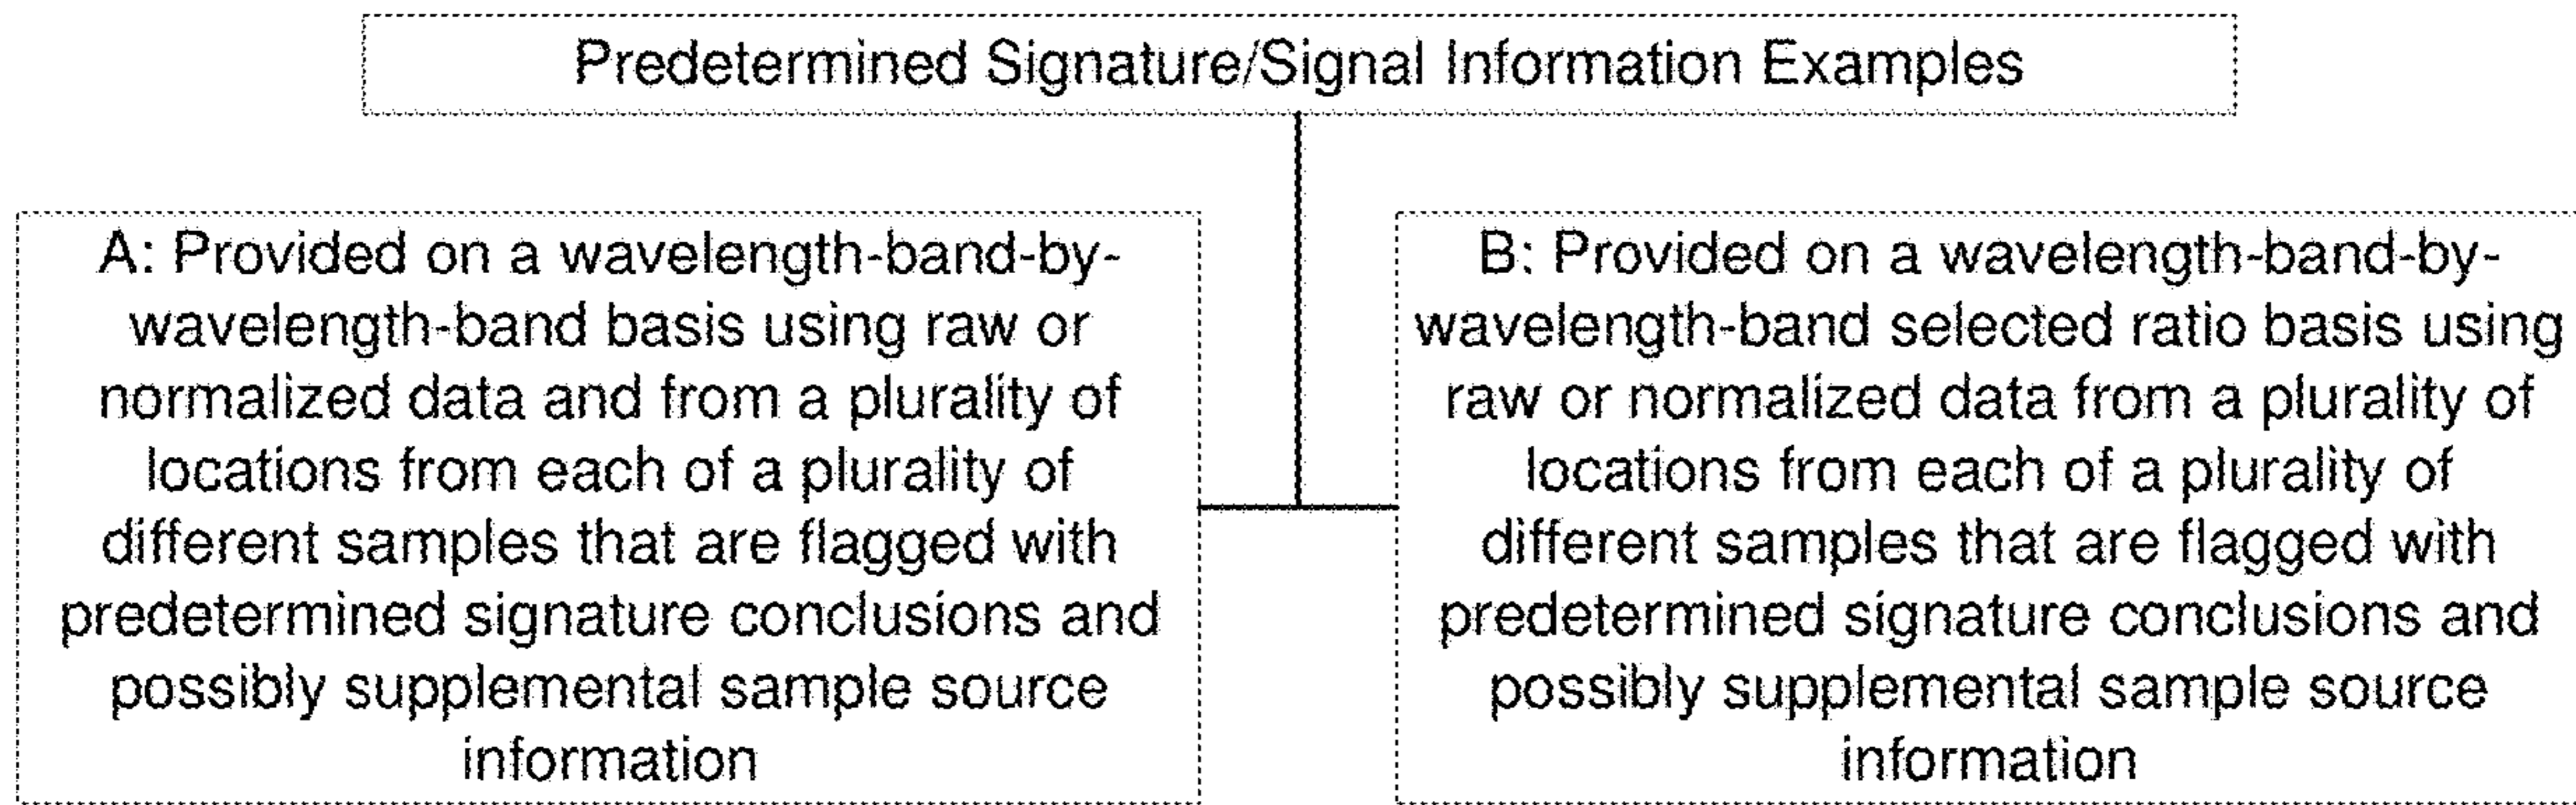 Predetermined Signature/Signal Information Examples
A: Provided on a wavelength-band-by-
wavelength-band basis using raw or
normalized data and from a plurality of
locations from each of a plurality of
different samples that are flagged with
predetermined signature conclusions and
possibly supplemental sample source
information
B: Provided on a wavelength-band-by-
wavelength-band selected ratio basis using
raw or normalized data from a plurality of
locations from each of a plurality of
different samples that are flagged with
predetermined signature conclusions and
possibly supplemental sample source
information